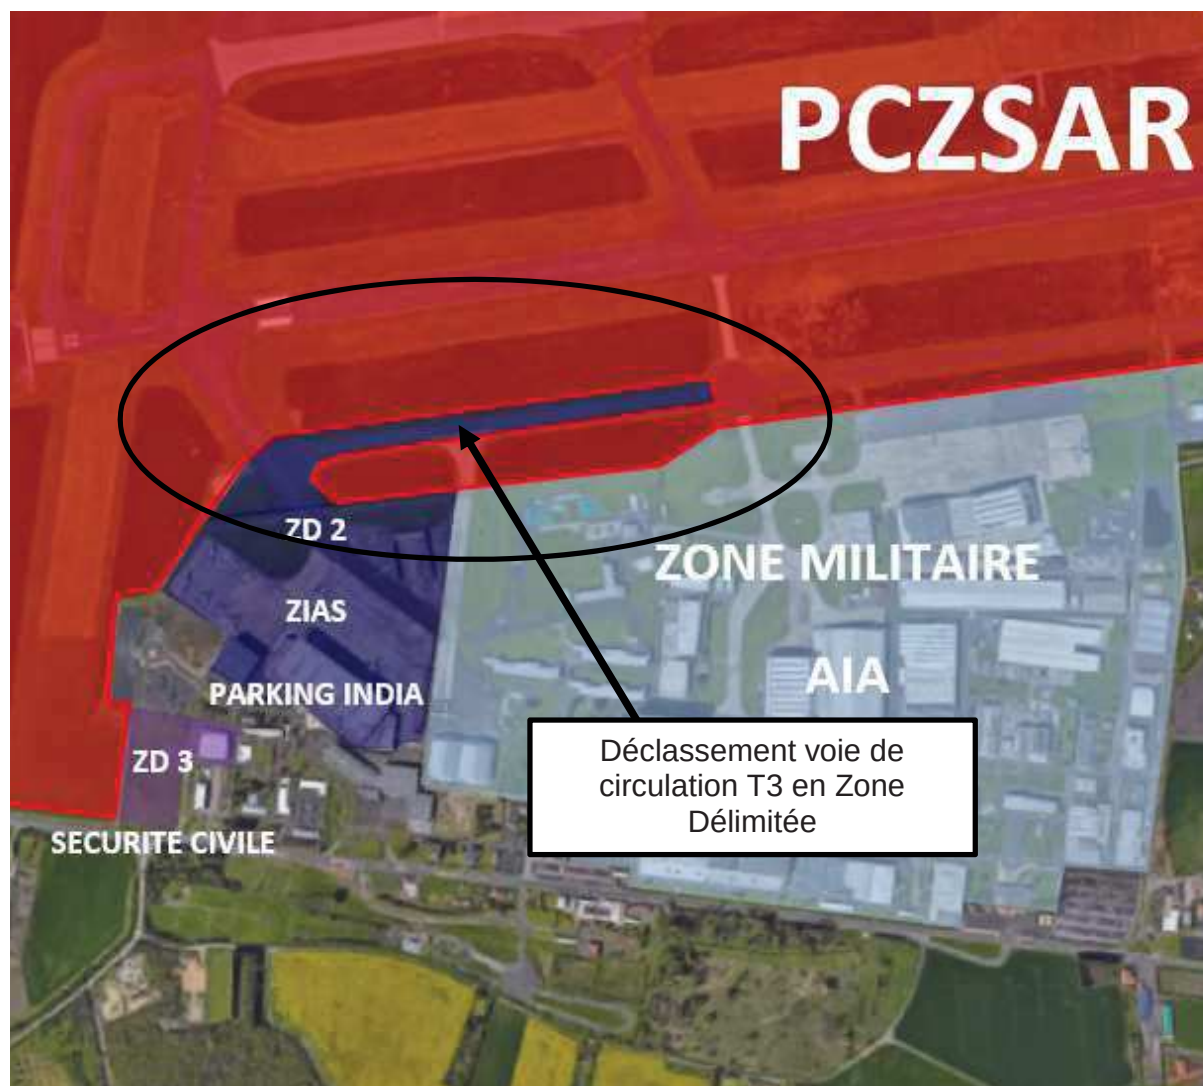 PCZSAR
ZD 2
ZONE MILITAIRE
ZIAS
AIA
PARKING INDIA
ZD 3
Déclassement voie de
circulation T3 en Zone
Délimitée
SECURITE CIVILE